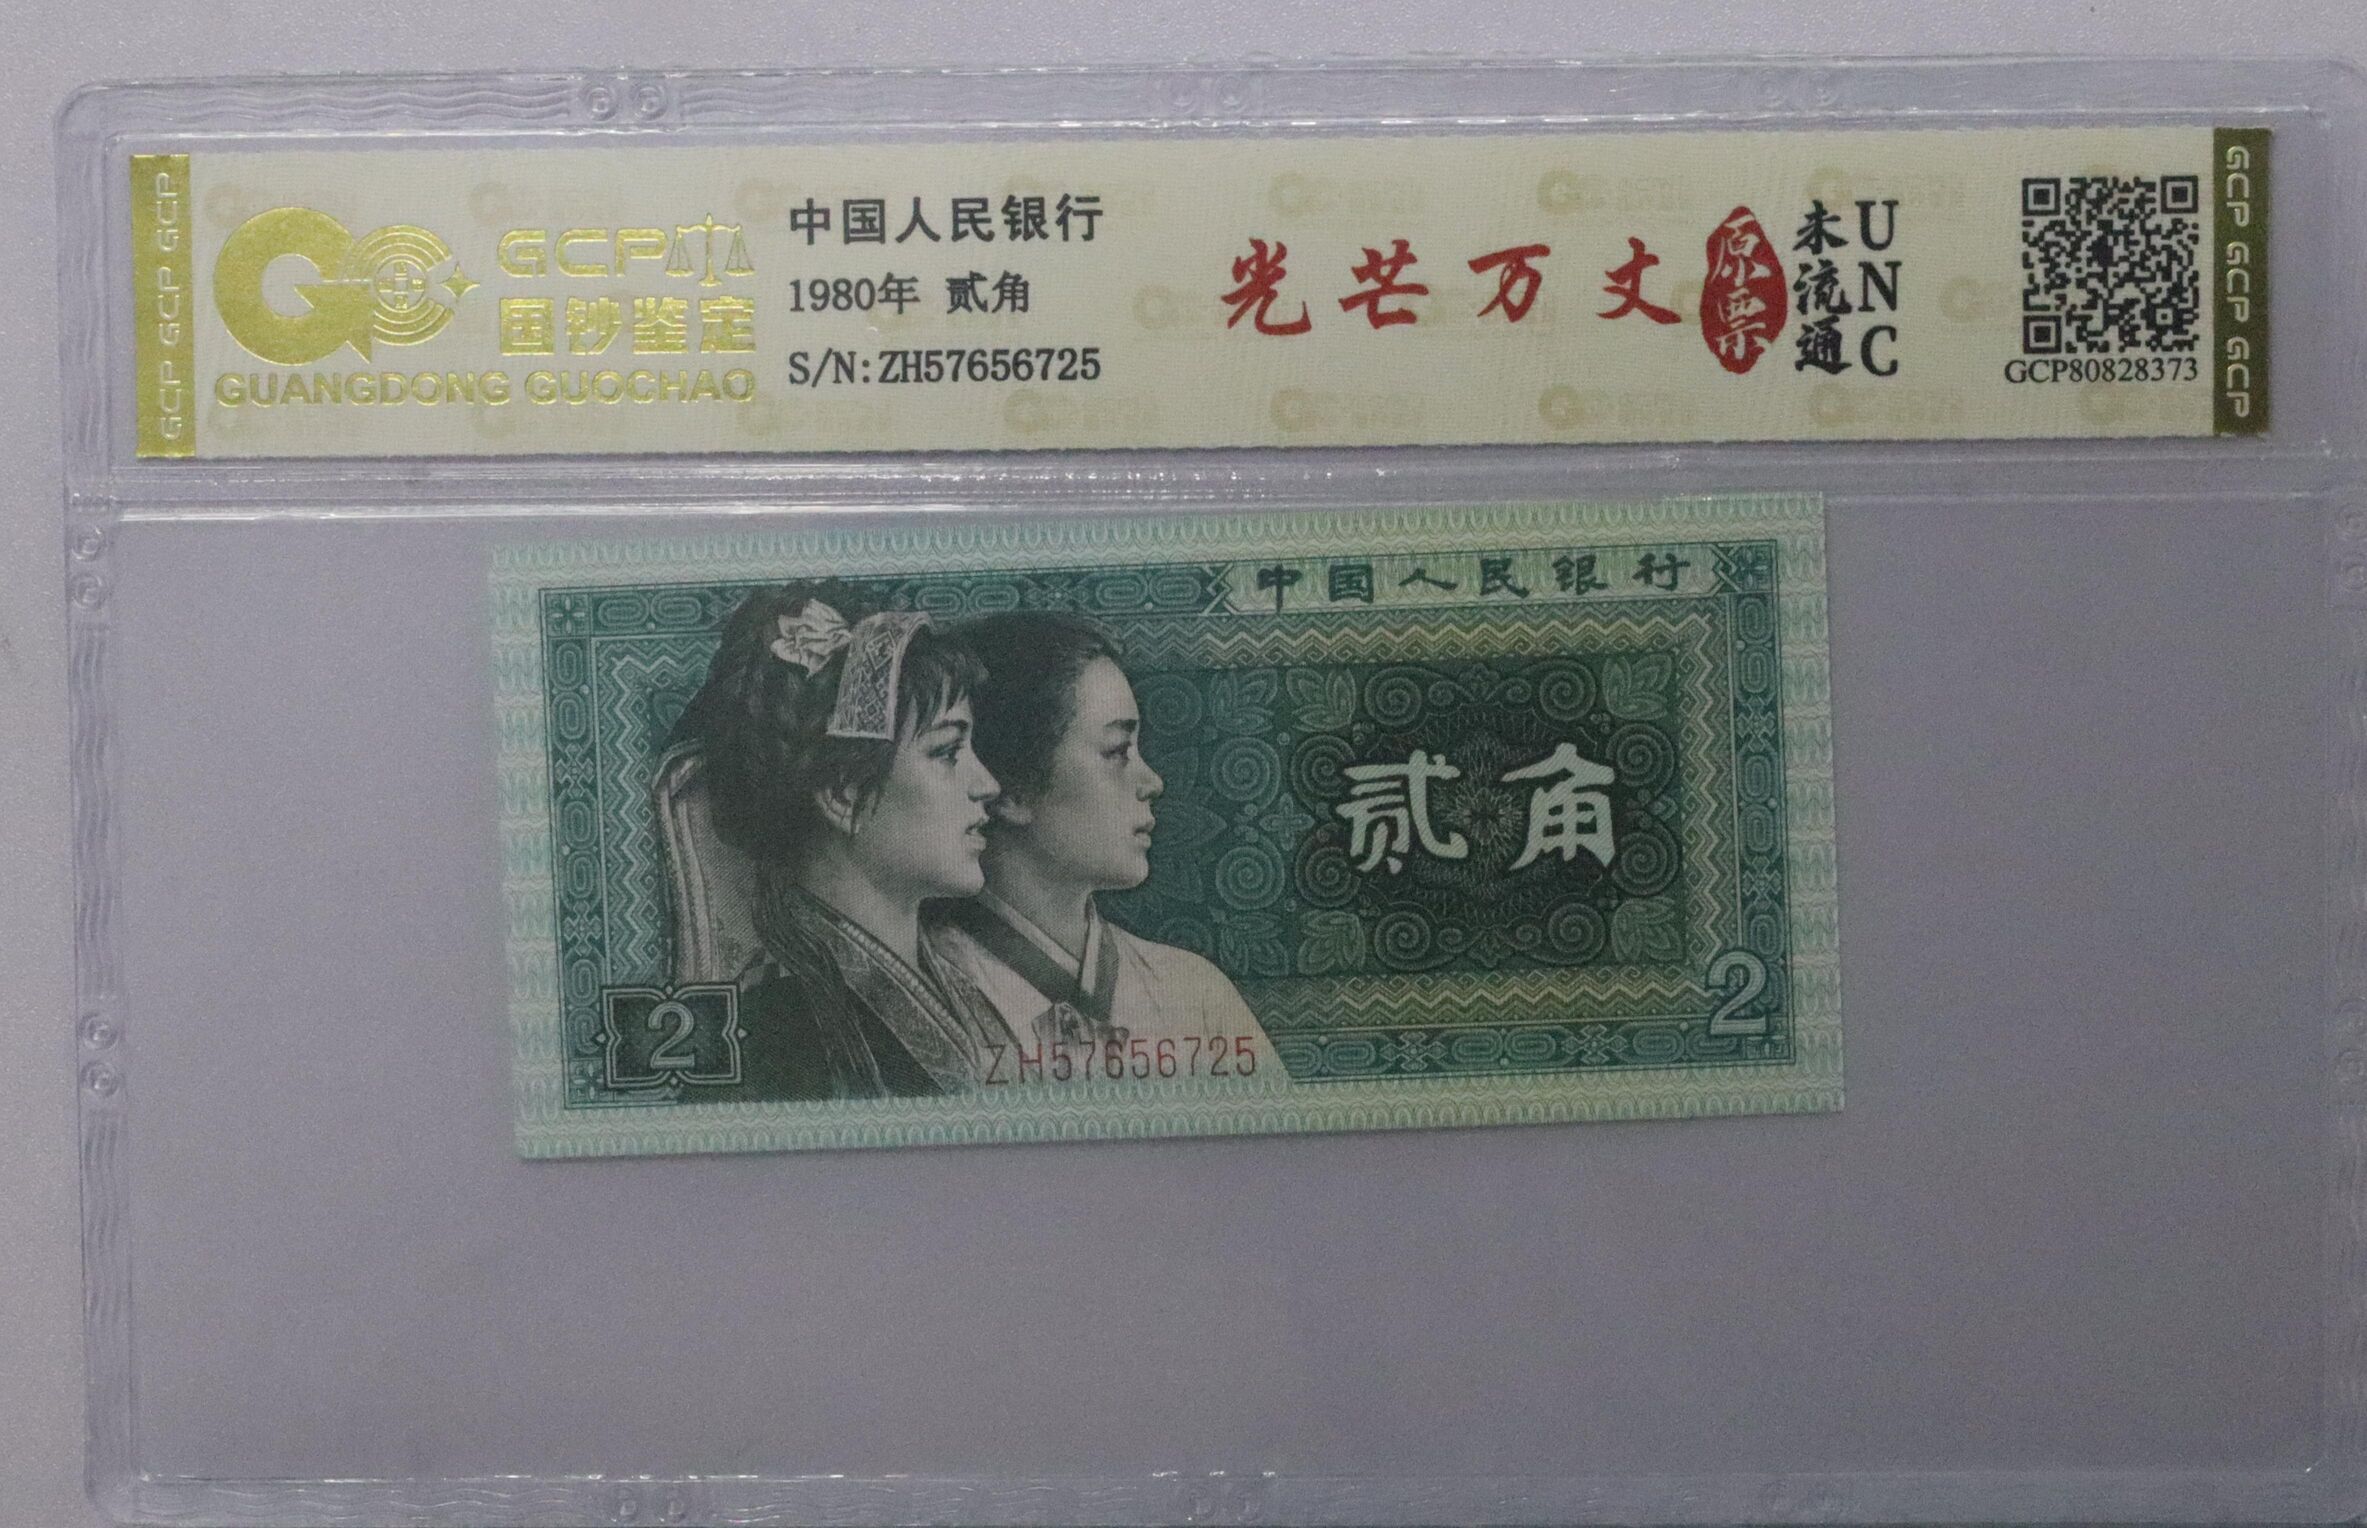 GCP GCP GCP
GCP
国钞鉴定
GUANGDONG GUOCHAO
中国人民银行
1980年 贰角
S/N:ZH57656725
光芒万丈
原票
未流通
UNC
GCP80828373
GCP GCP GCP
中国人民银行
贰角
2
2
ZH57656725